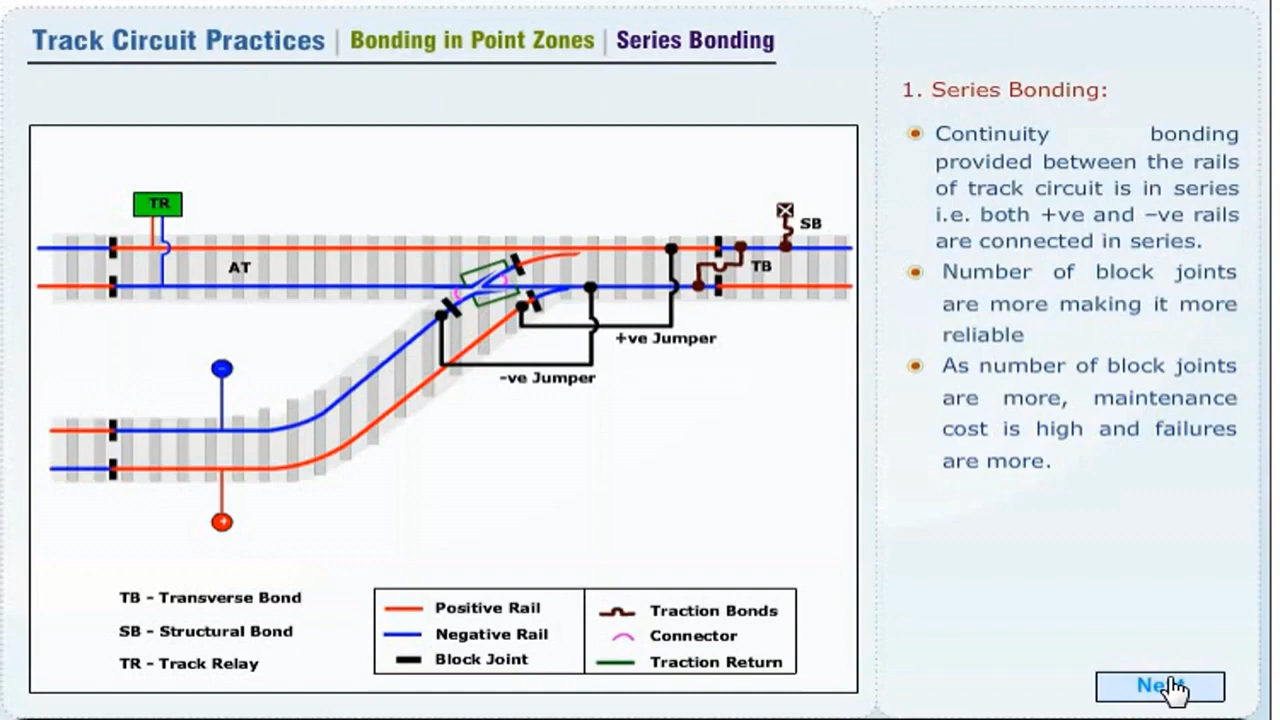 Track Circuit Practices | Bonding in Point Zones | Series Bonding
1. Series Bonding:
Continuity bonding
provided between the rails
of track circuit is in series
i.e. both +ve and –ve rails
are connected in series.
Number of block joints
are more making it more
reliable
As number of block joints
are more, maintenance
cost is high and failures
are more.
TR
SB
AT
TB
+ve Jumper
-ve Jumper
TB - Transverse Bond
SB - Structural Bond
TR - Track Relay
Positive Rail
Negative Rail
Block Joint
Traction Bonds
Connector
Traction Return
Next